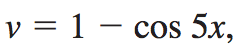 v = 1 − cos 5x,